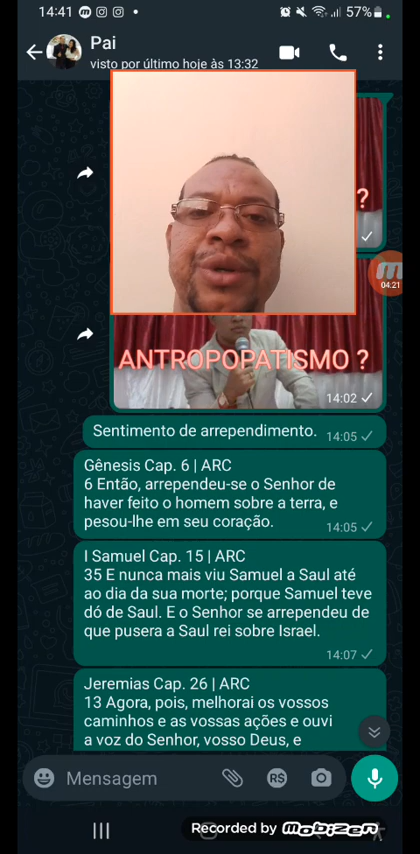 14:41
57%
Pai
visto por último hoje às 13:32
?
04:21
ANTROPOPATISMO ?
14:02
Sentimento de arrependimento.
14:05
Gênesis Cap. 6 | ARC
6 Então, arrependeu-se o Senhor de
haver feito o homem sobre a terra, e
pesou-lhe em seu coração.
14:05
I Samuel Cap. 15 | ARC
35 E nunca mais viu Samuel a Saul até
ao dia da sua morte; porque Samuel teve
dó de Saul. E o Senhor se arrependeu de
que pusera a Saul rei sobre Israel.
14:07
Jeremias Cap. 26 | ARC
13 Agora, pois, melhorai os vossos
caminhos e as vossas ações e ouvi
a voz do Senhor, vosso Deus, e
Mensagem
R$
Recorded by Mobizen